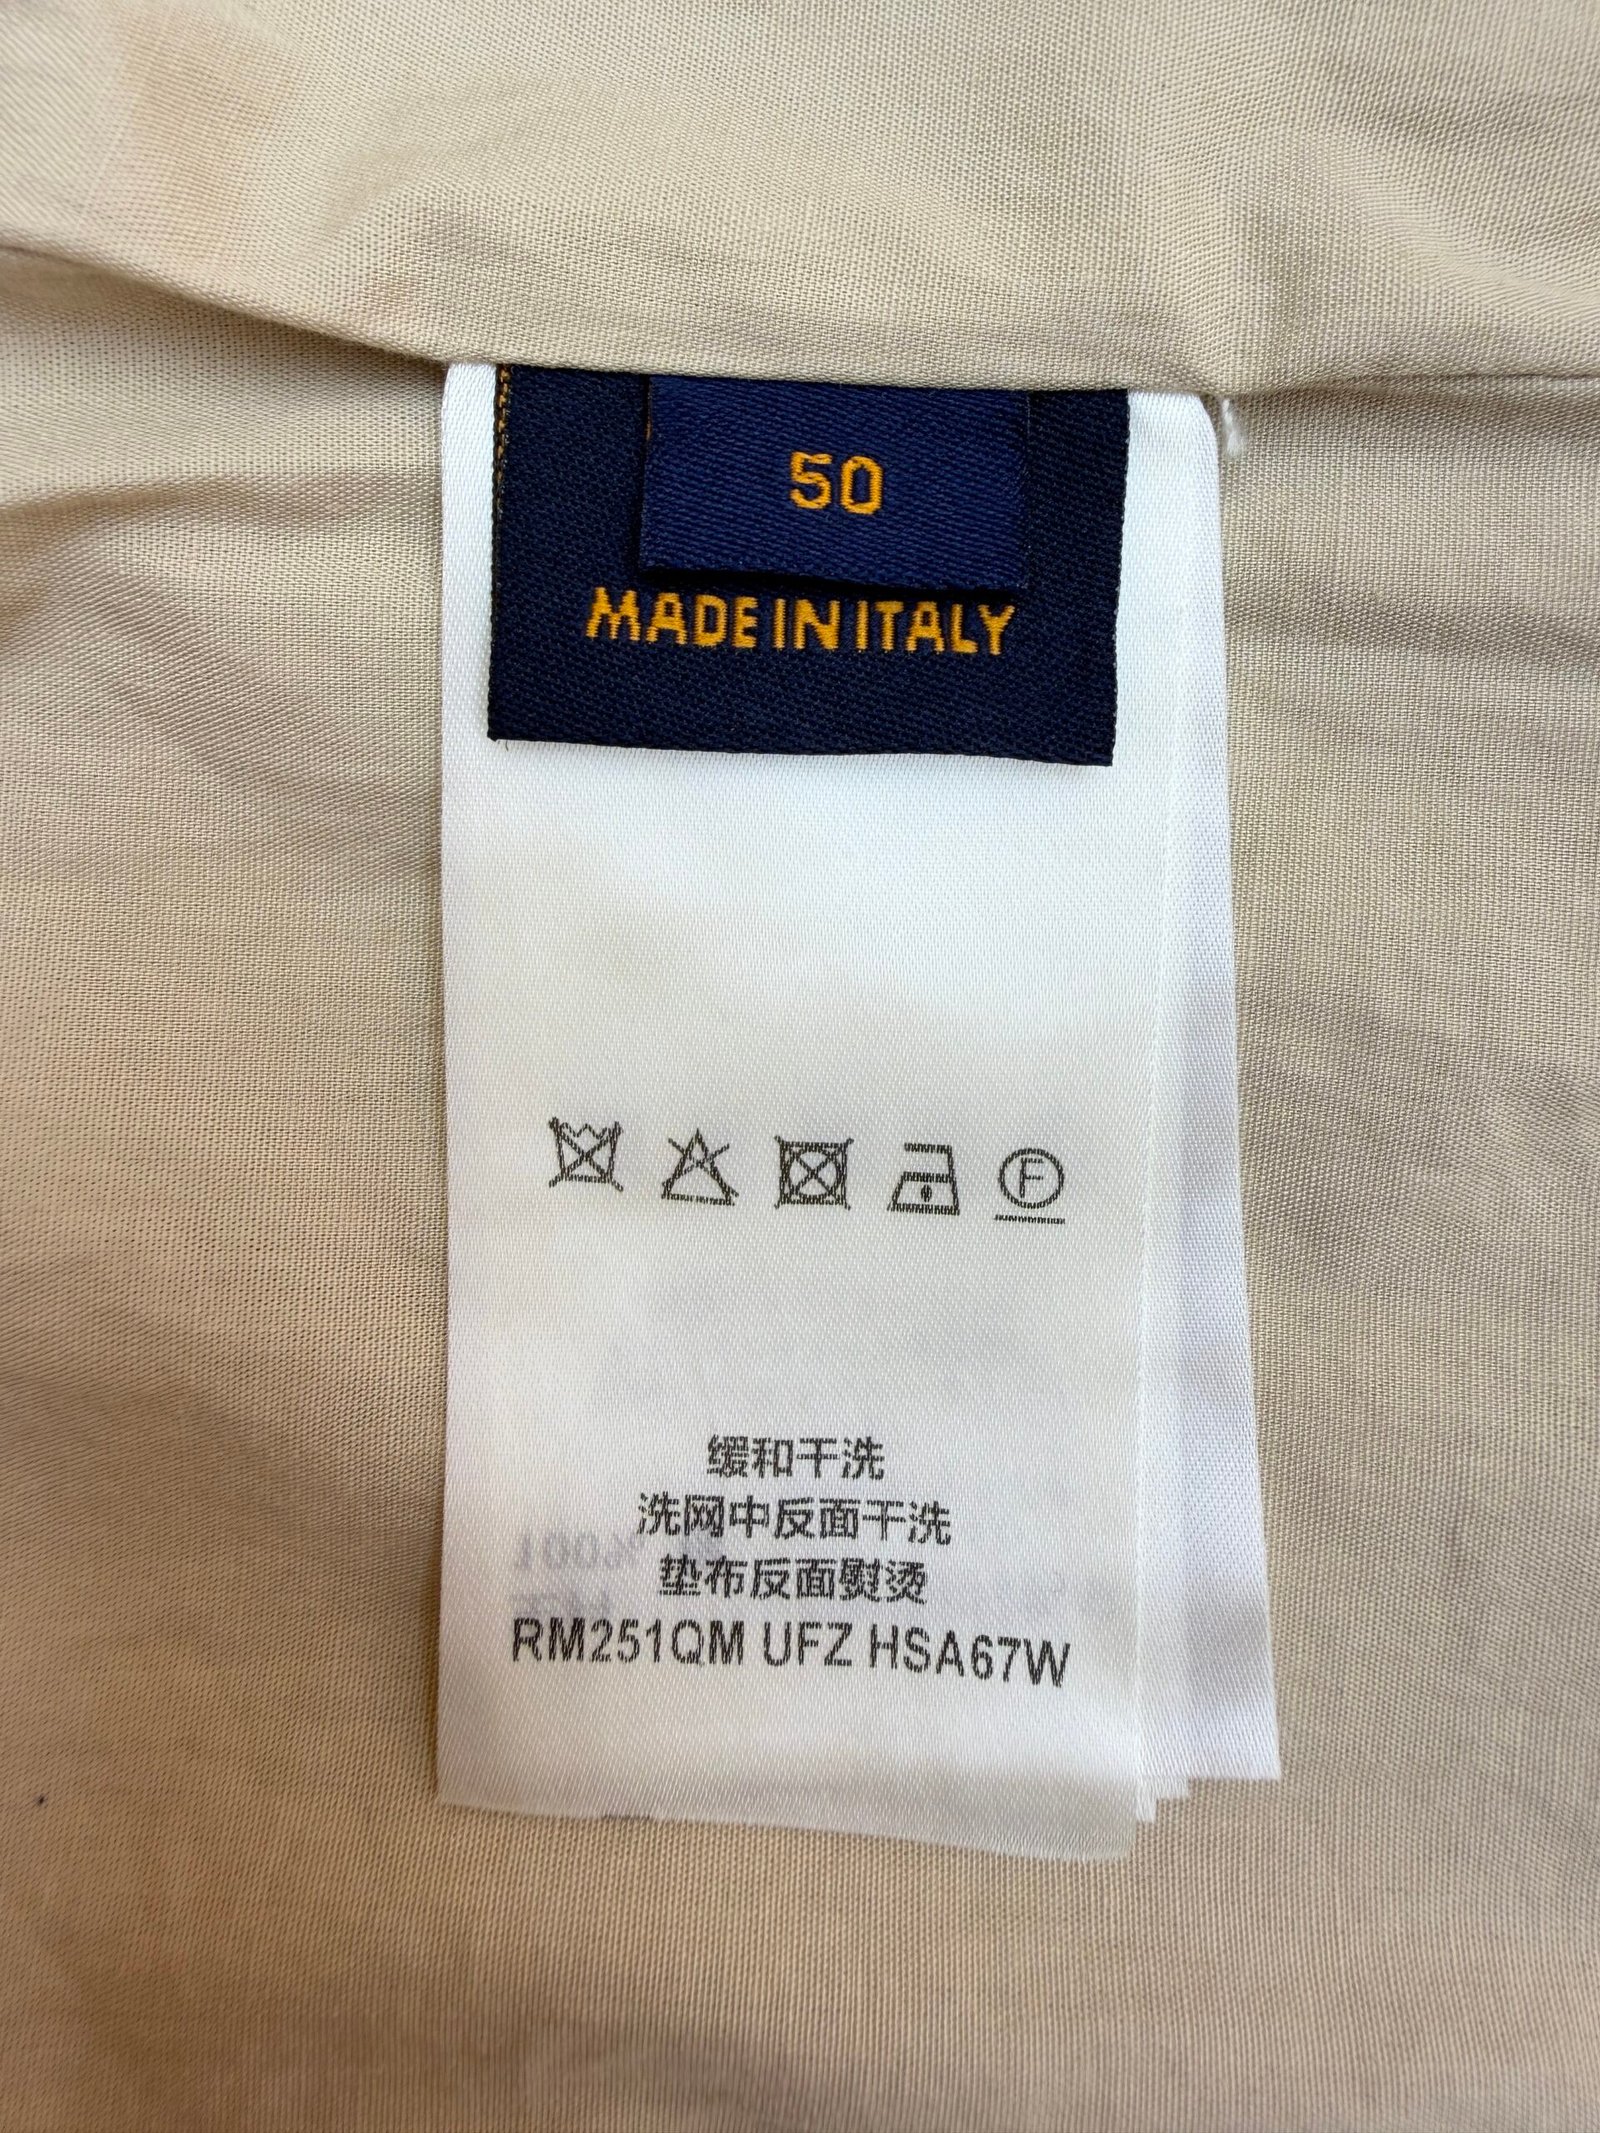 50
MADE IN ITALY
F
缓和干洗
洗网中反面干洗
垫布反面熨烫
RM251QM UFZ HSA67W